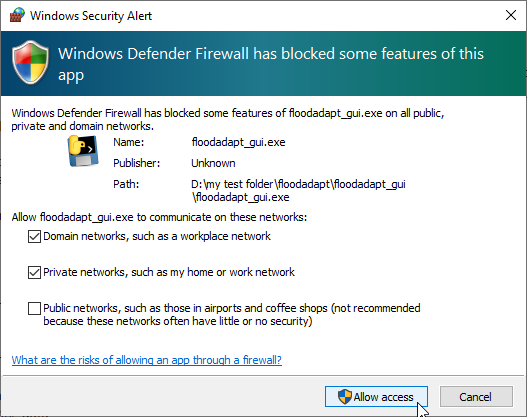 Windows Security Alert
Windows Defender Firewall has blocked some features of this
app
Windows Defender Firewall has blocked some features of floodadapt_gui.exe on all public,
private and domain networks.
Name: floodadapt_gui.exe
Publisher: Unknown
Path: D:\my test folder\floodadapt\floodadapt_gui
\floodadapt_gui.exe
Allow floodadapt_gui.exe to communicate on these networks:
Domain networks, such as a workplace network
Private networks, such as my home or work network
Public networks, such as those in airports and coffee shops (not recommended
because these networks often have little or no security)
What are the risks of allowing an app through a firewall?
Allow access
Cancel